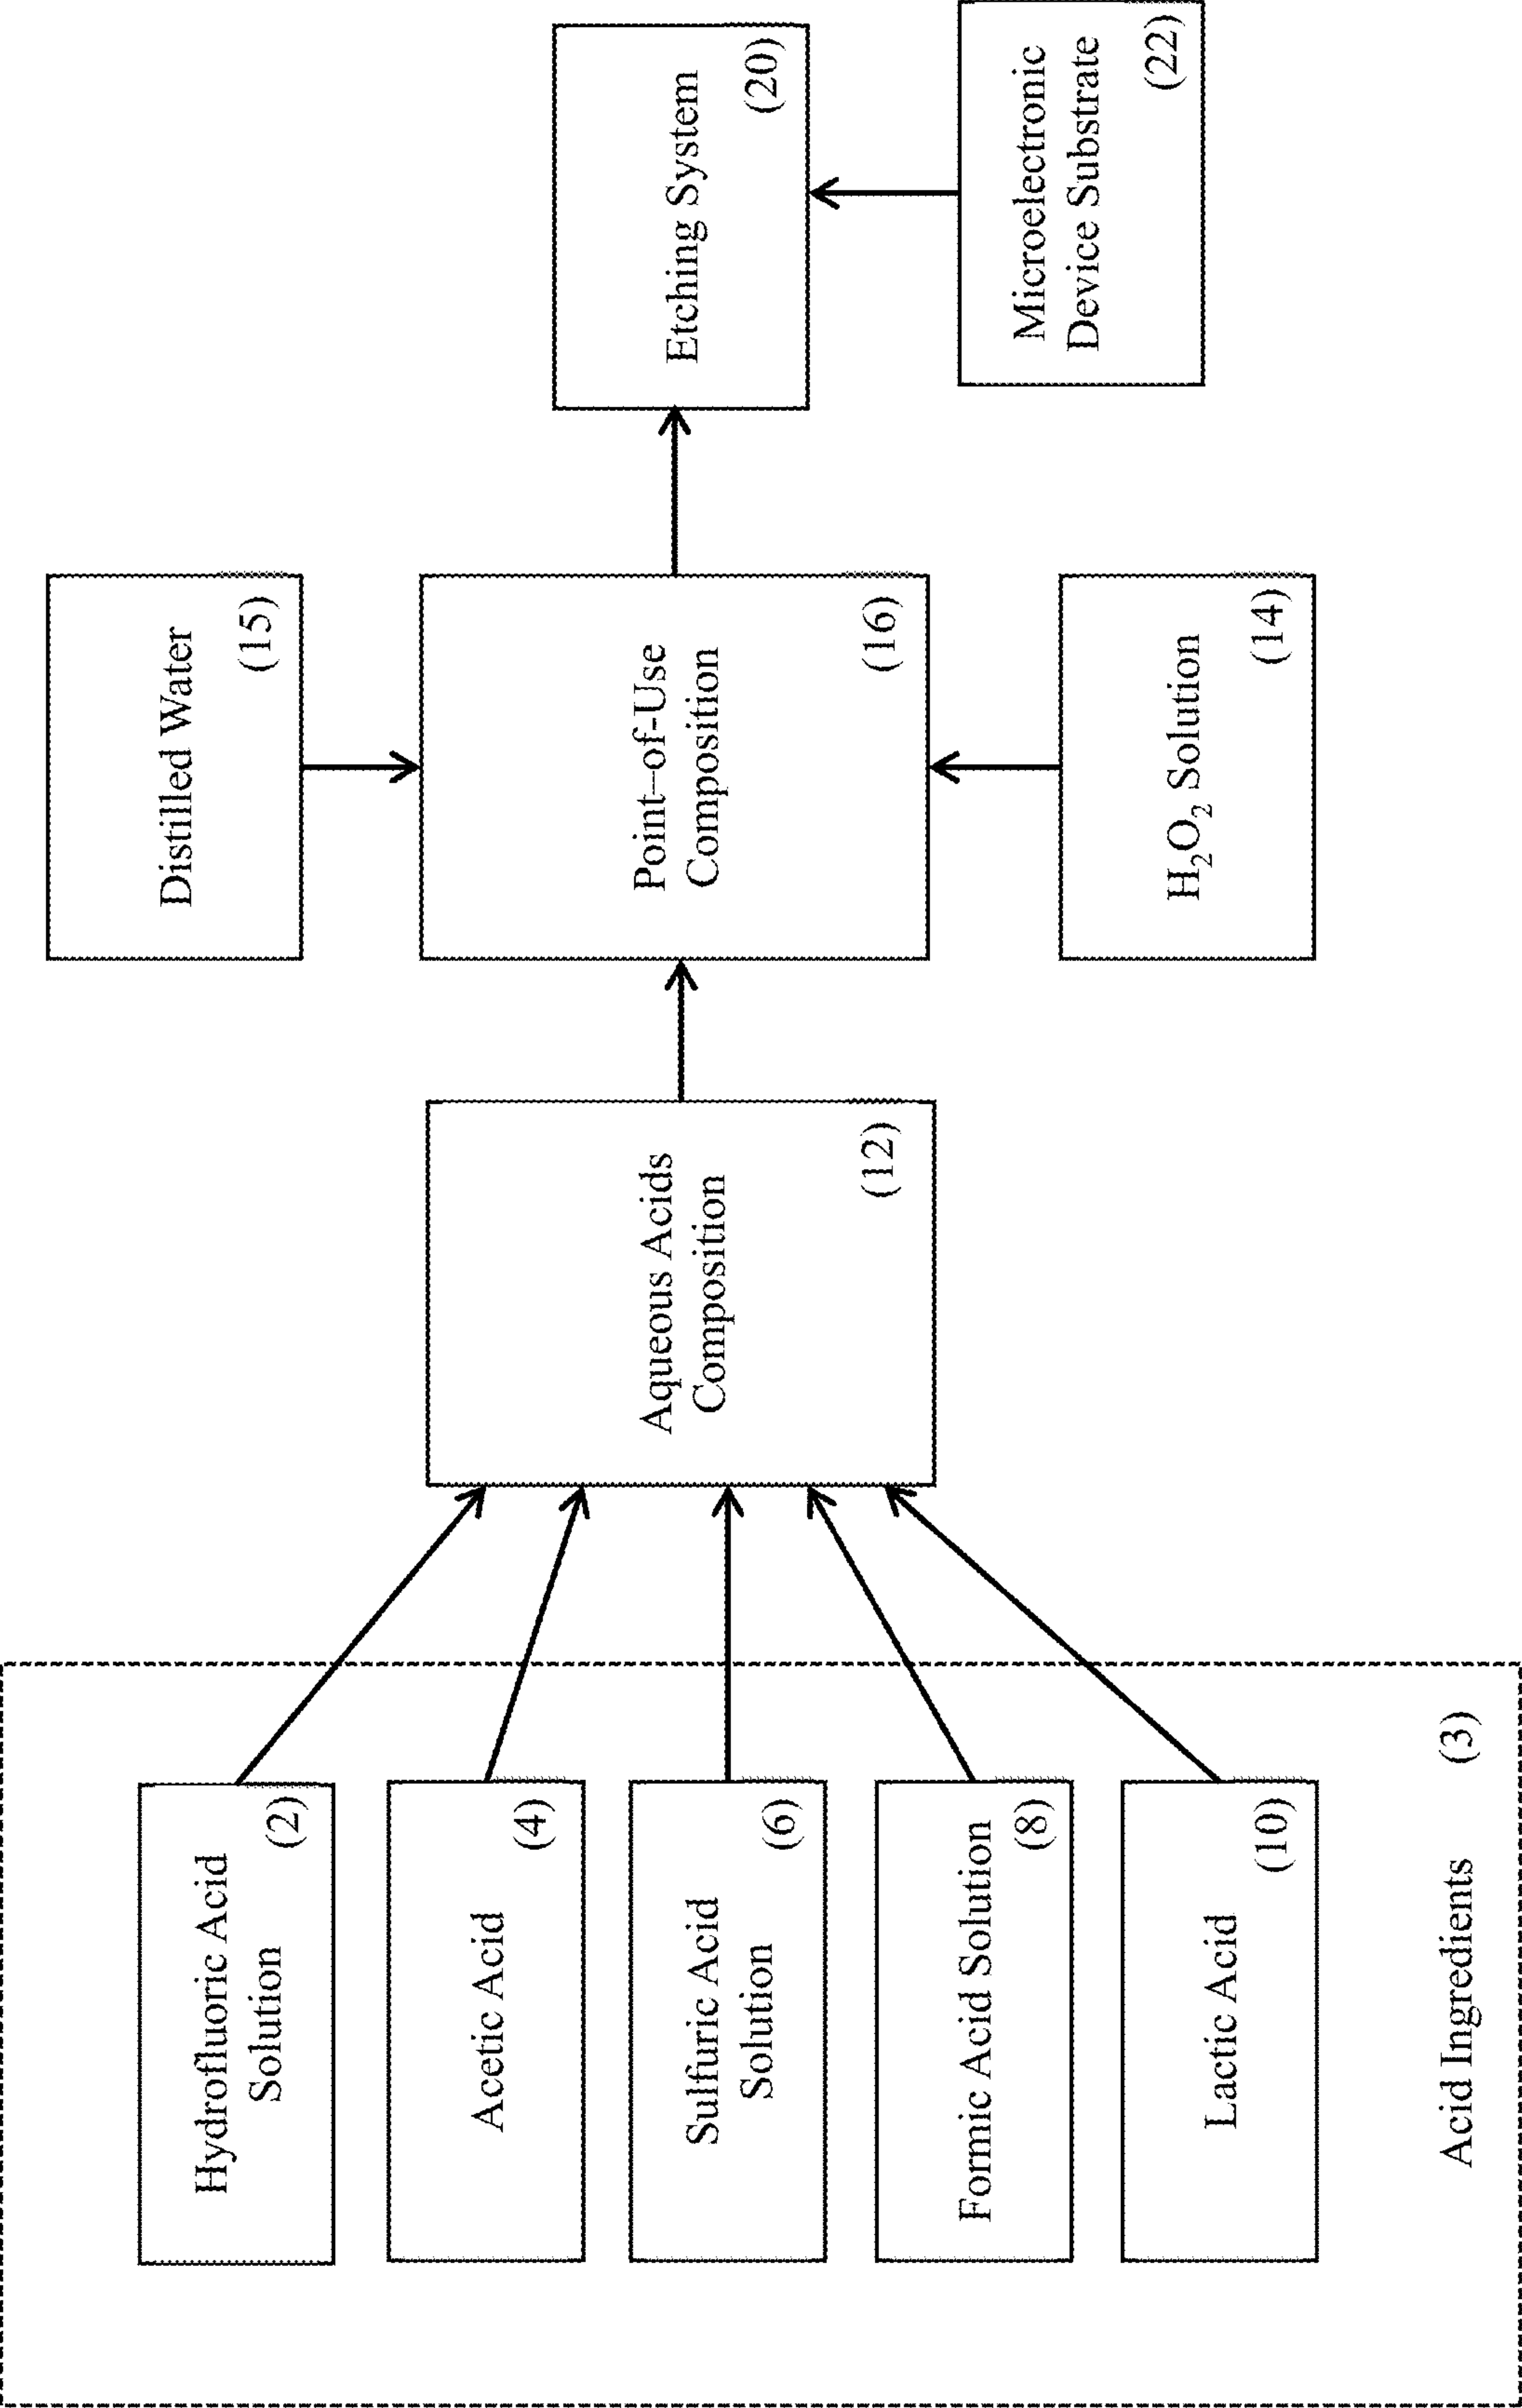 Hydrofluoric Acid
Solution
(2)
Acetic Acid
(4)
Sulfuric Acid
Solution
(6)
Formic Acid Solution
(8)
Lactic Acid
(10)
Acid Ingredients (3)
Aqueous Acids
Composition
(12)
Distilled Water
(15)
Point–of-Use
Composition
(16)
H₂O₂ Solution
(14)
Etching System
(20)
Microelectronic
Device Substrate
(22)